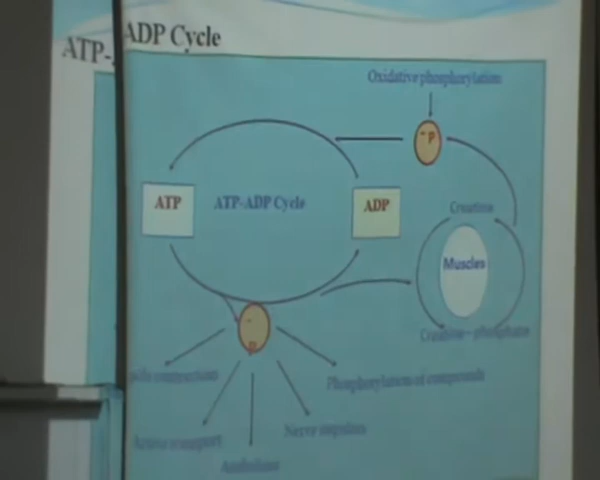 ATP-ADP Cycle
Oxidative phosphorylation
~P
ATP
ATP-ADP Cycle
ADP
Creatine
Muscles
Creatine~phosphate
Phosphorylation of compounds
Active transport
Nerve impulses